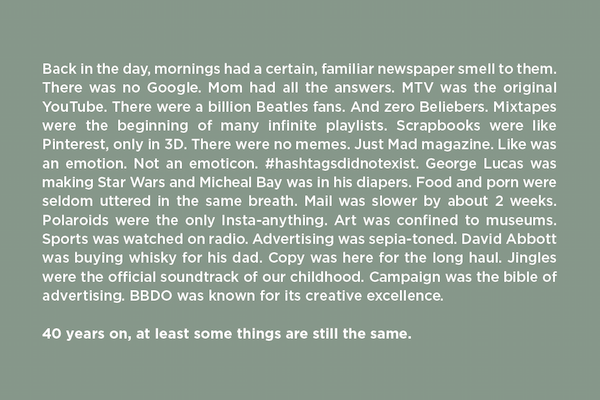 Back in the day, mornings had a certain, familiar newspaper smell to them.
There was no Google. Mom had all the answers. MTV was the original
YouTube. There were a billion Beatles fans. And zero Beliebers. Mixtapes
were the beginning of many infinite playlists. Scrapbooks were like
Pinterest, only in 3D. There were no memes. Just Mad magazine. Like was
an emotion. Not an emoticon. #hashtagsdidnotexist. George Lucas was
making Star Wars and Micheal Bay was in his diapers. Food and porn were
seldom uttered in the same breath. Mail was slower by about 2 weeks.
Polaroids were the only Insta-anything. Art was confined to museums.
Sports was watched on radio. Advertising was sepia-toned. David Abbott
was buying whisky for his dad. Copy was here for the long haul. Jingles
were the official soundtrack of our childhood. Campaign was the bible of
advertising. BBDO was known for its creative excellence.
40 years on, at least some things are still the same.